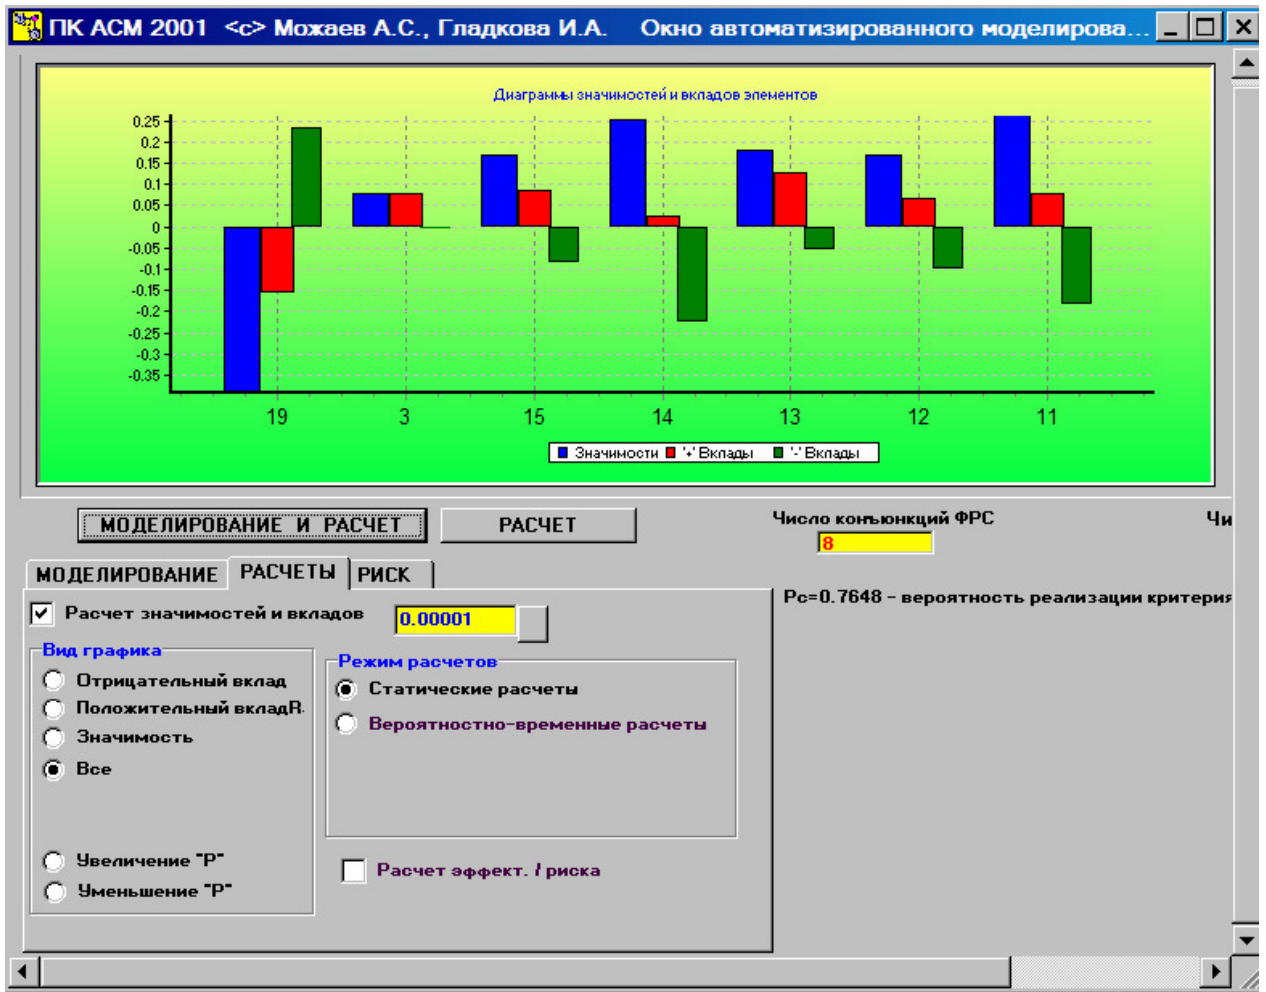 ПК АСМ 2001 <c> Можаев А.С., Гладкова И.А. Окно автоматизированного моделирова...
Диаграммы значимостей и вкладов элементов
0.25
0.2
0.15
0.1
0.05
0
-0.05
-0.1
-0.15
-0.2
-0.25
-0.3
-0.35
19 3 15 14 13 12 11
Значимости '+' Вклады '-' Вклады
МОДЕЛИРОВАНИЕ И РАСЧЕТ РАСЧЕТ Число конъюнкций ФРС Чи
8
МОДЕЛИРОВАНИЕ РАСЧЕТЫ РИСК
Pc=0.7648 - вероятность реализации критерия
Расчет значимостей и вкладов 0.00001
Вид графика
Отрицательный вклад
Положительный вкладR.
Значимость
Все
Увеличение "Р"
Уменьшение "Р"
Режим расчетов
Статические расчеты
Вероятностно-временные расчеты
Расчет эффект. / риска